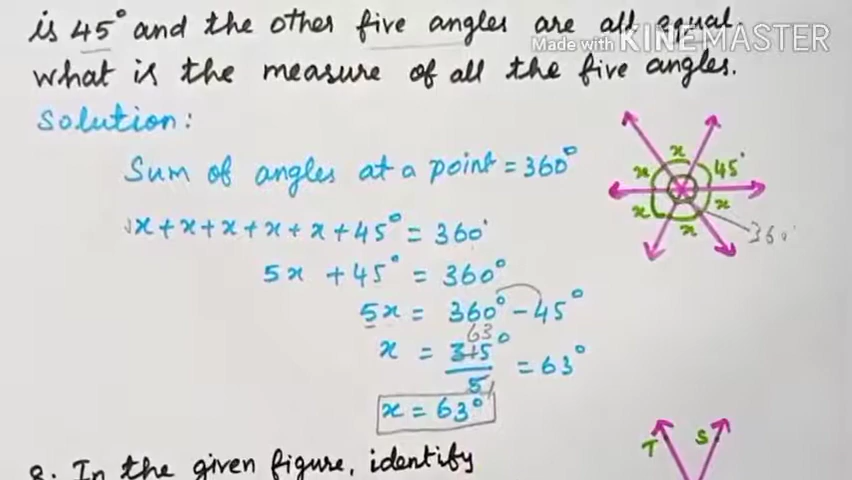 is 45° and the other five angles are all equal.
Made with KINEMASTER
what is the measure of all the five angles.
Solution:
Sum of angles at a point = 360°
x + x + x + x + x + 45° = 360°
5x + 45° = 360°
5x = 360° - 45°
63
x = 315°/5 = 63°
x = 63°
x
x 45°
x x
x
360°
T S
8. In the given figure, identify